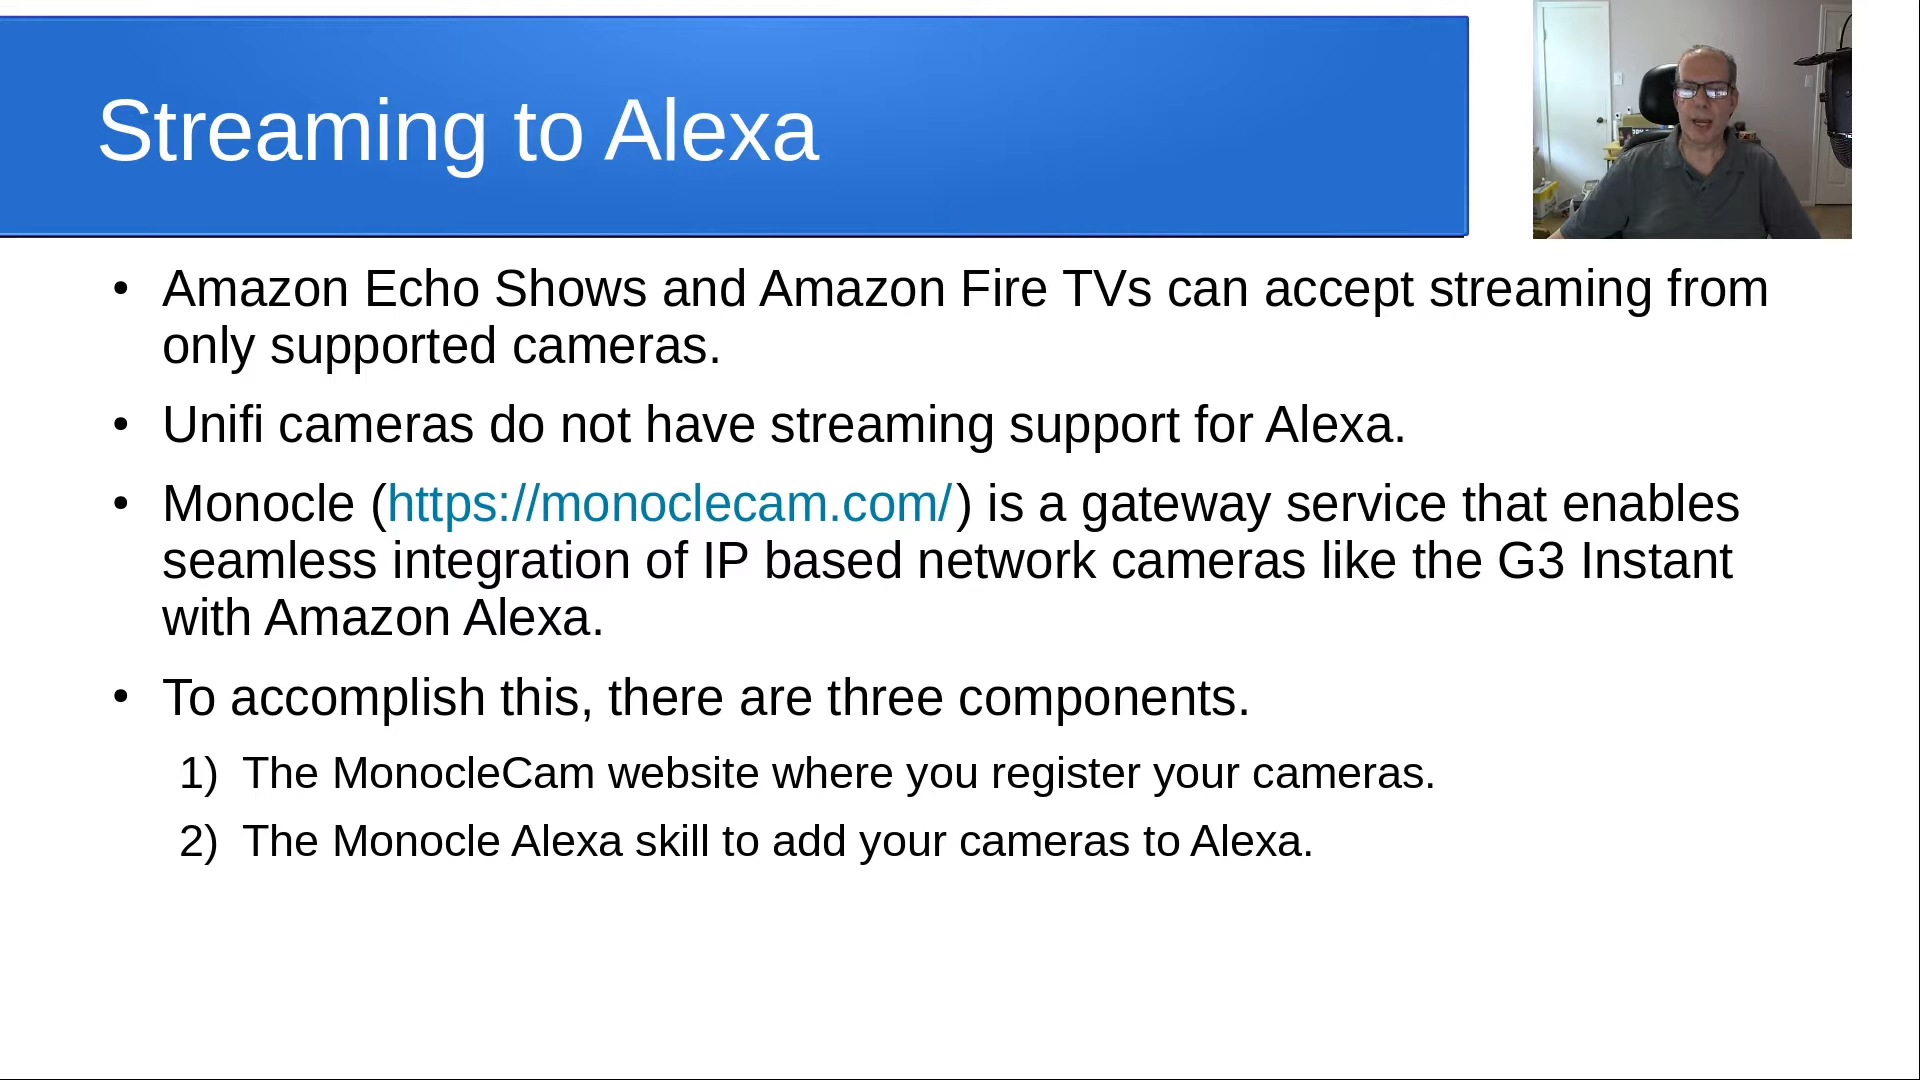 Streaming to Alexa
• Amazon Echo Shows and Amazon Fire TVs can accept streaming from
only supported cameras.
• Unifi cameras do not have streaming support for Alexa.
• Monocle (https://monoclecam.com/) is a gateway service that enables
seamless integration of IP based network cameras like the G3 Instant
with Amazon Alexa.
• To accomplish this, there are three components.
1) The MonocleCam website where you register your cameras.
2) The Monocle Alexa skill to add your cameras to Alexa.